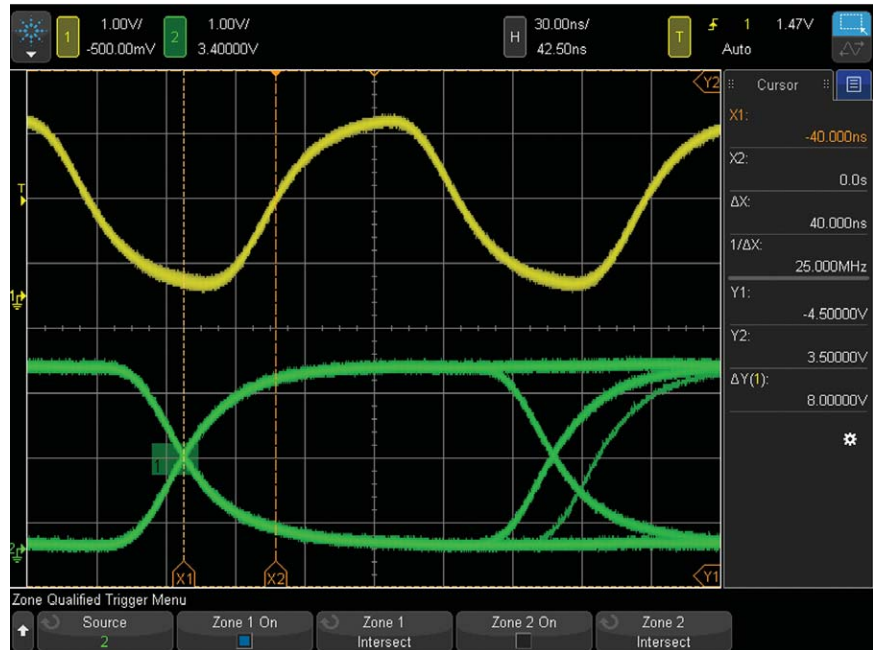 1 1.00V/ 2 1.00V/ H 30.00ns/ T 1 1.47V
-500.00mV 3.40000V 42.50ns Auto
Y2
Cursor
X1:
-40.000ns
X2:
0.0s
ΔX:
40.000ns
1/ΔX:
25.000MHz
Y1:
-4.50000V
Y2:
3.50000V
ΔY(1):
8.00000V
T
1
1
2
X1 X2 Y1
Zone Qualified Trigger Menu
Source Zone 1 On Zone 1 Zone 2 On Zone 2
2 Intersect Intersect